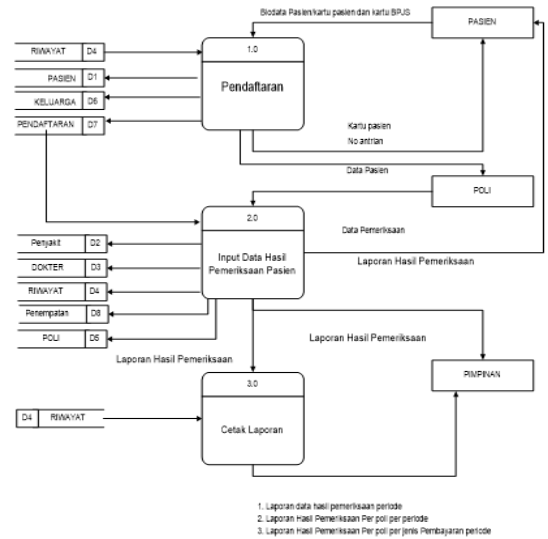 Biodata Pasien/kartu pasien dan kartu BPJS
PASIEN
RIWAYAT D4
1.0
PASIEN D1
Pendaftaran
KELUARGA D6
PENDAFTARAN D7
Kartu pasien
No antrian
Data Pasien
POLI
2.0
Data Pemeriksaan
Penyakit D2
Input Data Hasil
Pemeriksaan Pasien
Laporan Hasil Pemeriksaan
DOKTER D3
RIWAYAT D4
Penempatan D8
POLI D5
Laporan Hasil Pemeriksaan
Laporan Hasil Pemeriksaan
3.0
PIMPINAN
D4 RIWAYAT
Cetak Laporan
1. Laporan data hasil pemeriksaan periode
2. Laporan Hasil Pemeriksaan Per poli per periode
3. Laporan Hasil Pemeriksaan Per poli per jenis Pembayaran periode